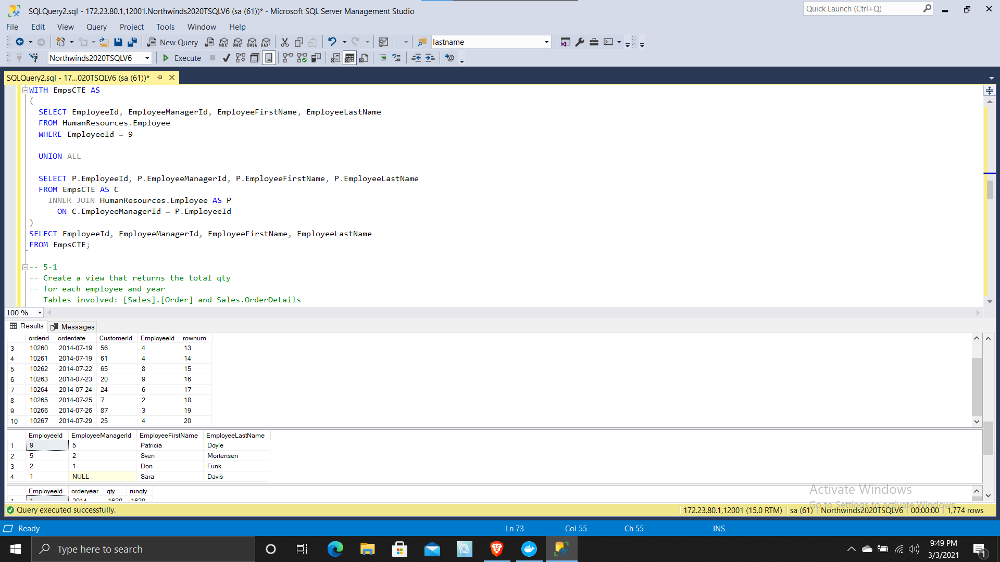 SQLQuery2.sql - 172.23.80.1,12001.Northwinds2020TSQLV6 (sa (61))* - Microsoft SQL Server Management Studio
Quick Launch (Ctrl+Q)
File Edit View Query Project Tools Window Help
New Query MDX DMX XMLA DAX lastname
Northwinds2020TSQLV6 Execute
SQLQuery2.sql - 17...020TSQLV6 (sa (61))*
WITH EmpsCTE AS
(
SELECT EmployeeId, EmployeeManagerId, EmployeeFirstName, EmployeeLastName
FROM HumanResources.Employee
WHERE EmployeeId = 9
UNION ALL
SELECT P.EmployeeId, P.EmployeeManagerId, P.EmployeeFirstName, P.EmployeeLastName
FROM EmpsCTE AS C
INNER JOIN HumanResources.Employee AS P
ON C.EmployeeManagerId = P.EmployeeId
)
SELECT EmployeeId, EmployeeManagerId, EmployeeFirstName, EmployeeLastName
FROM EmpsCTE;
-- 5-1
-- Create a view that returns the total qty
-- for each employee and year
-- Tables involved: [Sales].[Order] and Sales.OrderDetails
100 %
Results Messages
orderid orderdate CustomerId EmployeeId rownum
3 10260 2014-07-19 56 4 13
4 10261 2014-07-19 61 4 14
5 10262 2014-07-22 65 8 15
6 10263 2014-07-23 20 9 16
7 10264 2014-07-24 24 6 17
8 10265 2014-07-25 7 2 18
9 10266 2014-07-26 87 3 19
10 10267 2014-07-29 25 4 20
EmployeeId EmployeeManagerId EmployeeFirstName EmployeeLastName
1 9 5 Patricia Doyle
2 5 2 Sven Mortensen
3 2 1 Don Funk
4 1 NULL Sara Davis
EmployeeId orderyear qty runqty
1 1 2014 1620 1620
Activate Windows
Go to Settings to activate Windows.
Query executed successfully.
172.23.80.1,12001 (15.0 RTM) sa (61) Northwinds2020TSQLV6 00:00:00 1,774 rows
Ready Ln 73 Col 55 Ch 55 INS
Type here to search
9:49 PM
3/3/2021
1